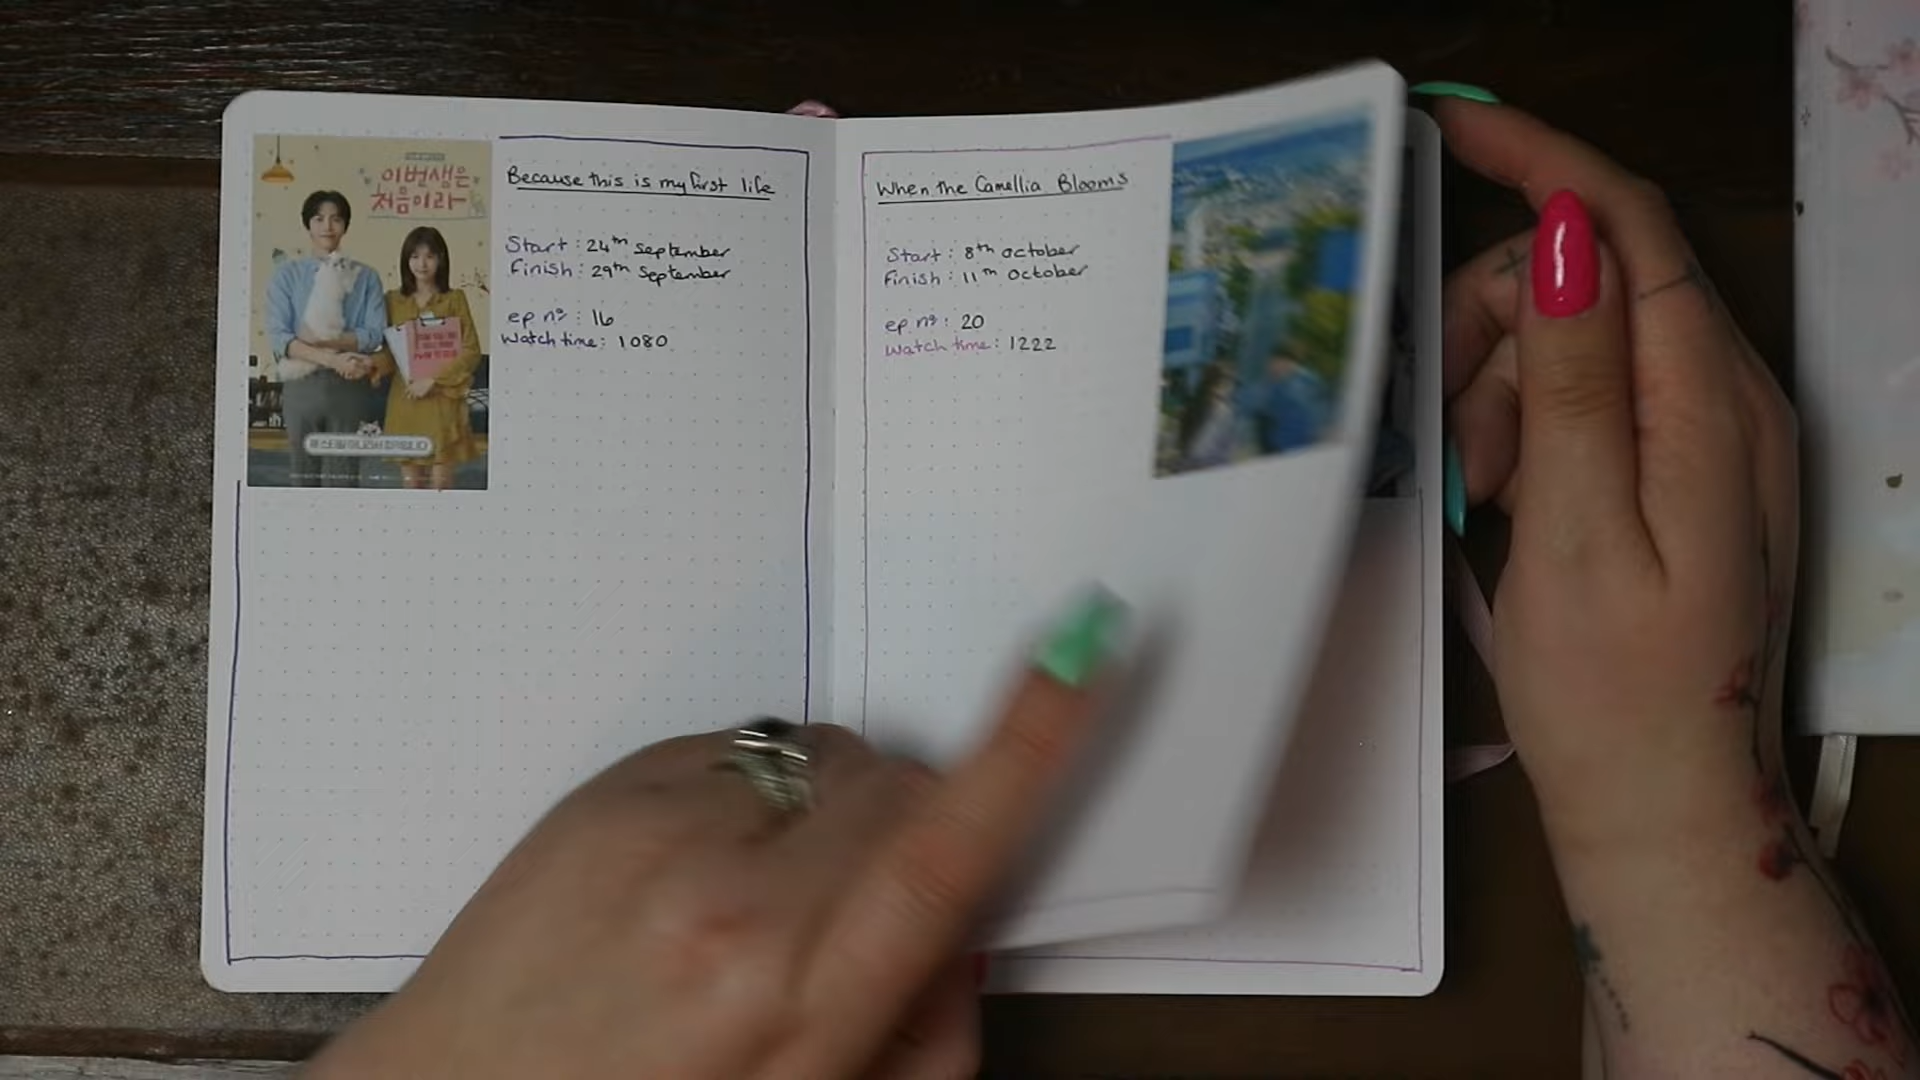 이번생은
처음이라
Because this is my first life
Start : 24th september
Finish : 29th September
ep nº : 16
Watch time : 1080
When the Camellia Blooms
Start : 8th october
Finish : 11th October
ep nº : 20
Watch time : 1222